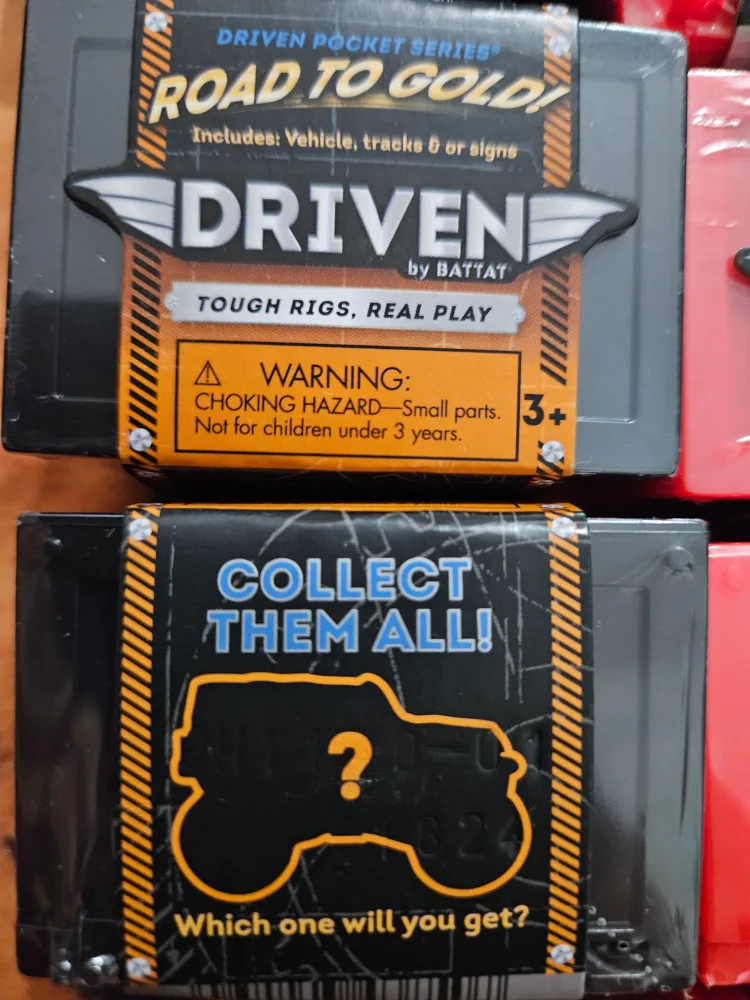 DRIVEN POCKET SERIES®
ROAD TO GOLD!
Includes: Vehicle, tracks & or signs
DRIVEN
by BATTAT
TOUGH RIGS, REAL PLAY
⚠ WARNING:
CHOKING HAZARD—Small parts.
Not for children under 3 years.
3+
COLLECT
THEM ALL!
?
Which one will you get?